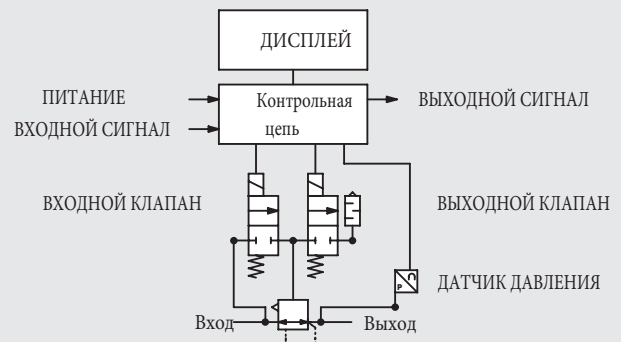 ДИСПЛЕЙ
ПИТАНИЕ
Контрольная
цепь
ВЫХОДНОЙ СИГНАЛ
ВХОДНОЙ СИГНАЛ
ВХОДНОЙ КЛАПАН
ВЫХОДНОЙ КЛАПАН
P
ДАТЧИК ДАВЛЕНИЯ
Вход
Выход